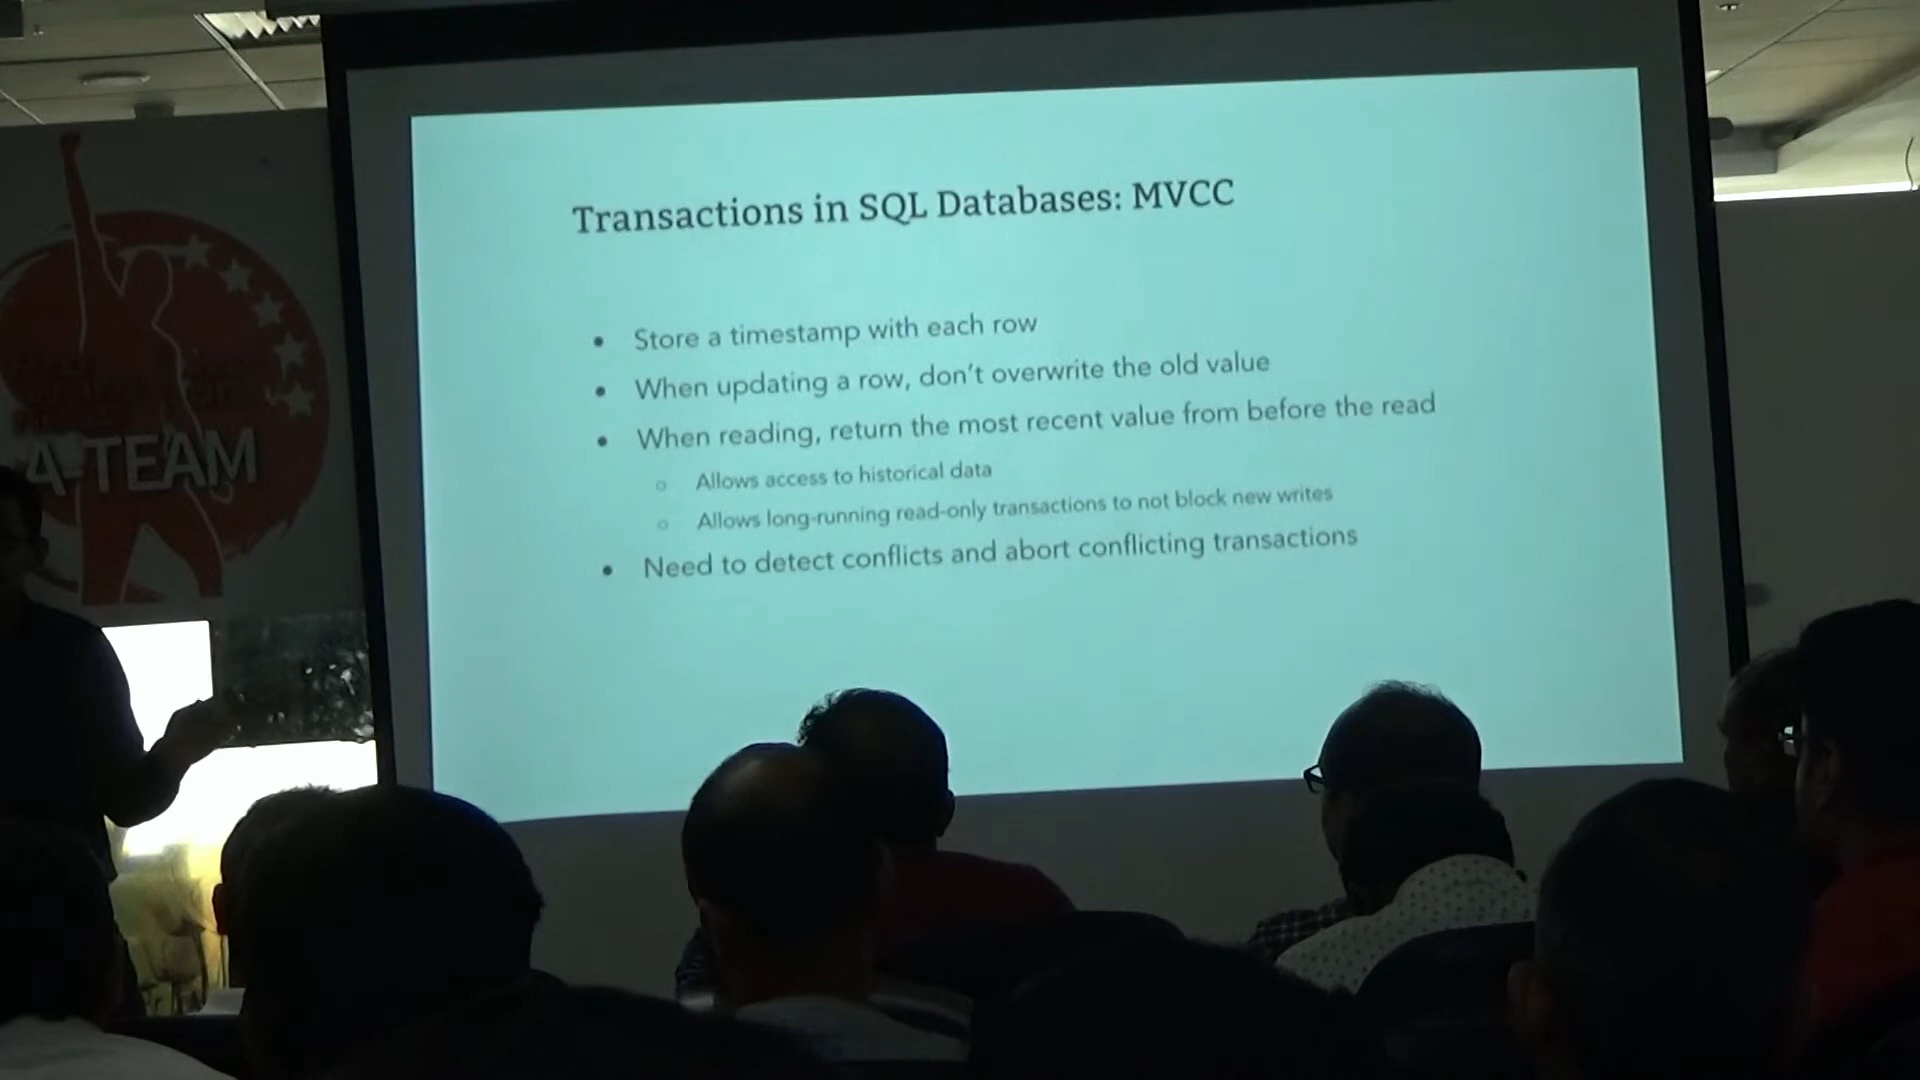 Transactions in SQL Databases: MVCC
• Store a timestamp with each row
• When updating a row, don't overwrite the old value
• When reading, return the most recent value from before the read
○ Allows access to historical data
○ Allows long-running read-only transactions to not block new writes
• Need to detect conflicts and abort conflicting transactions
A-TEAM